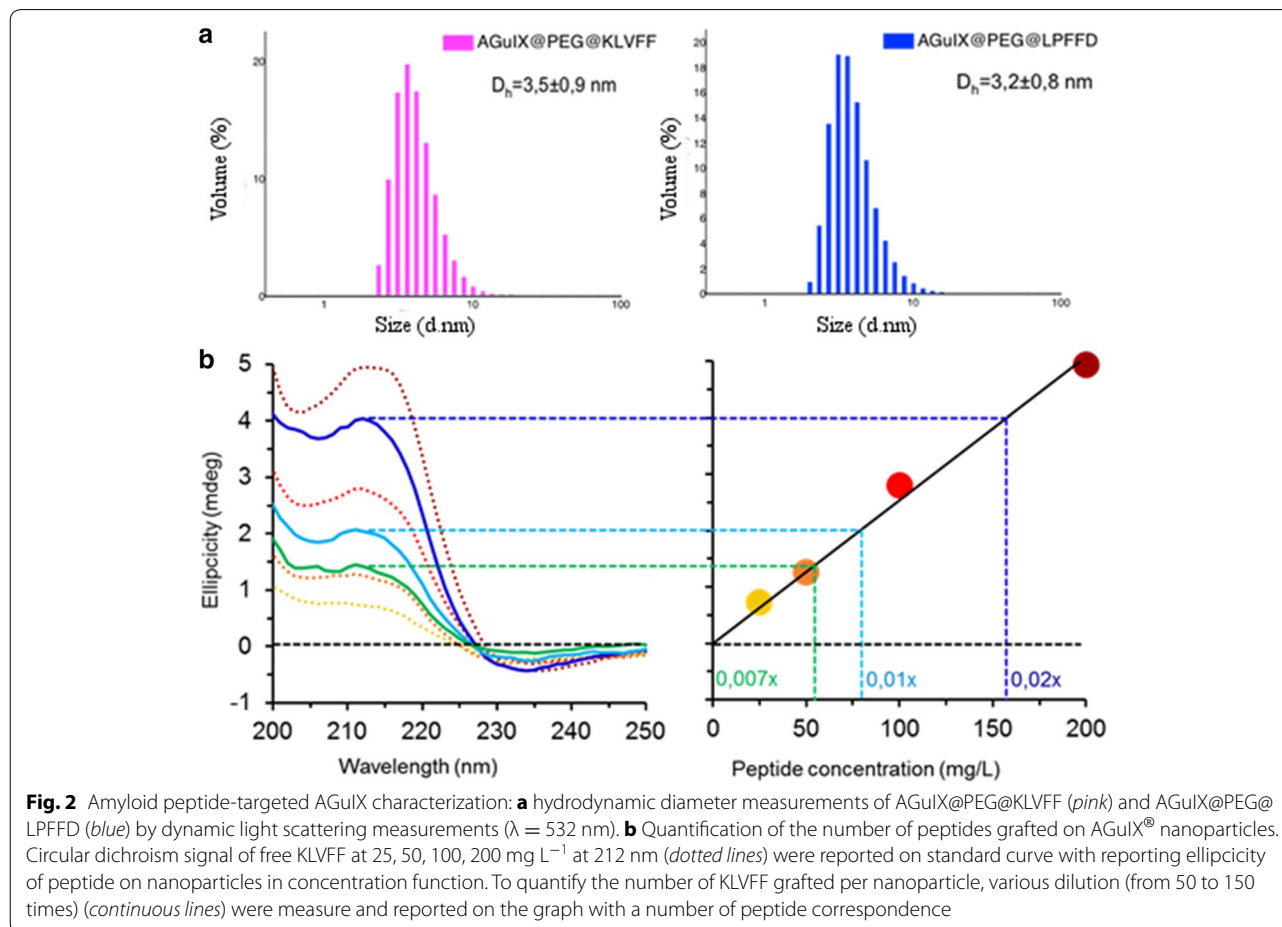 a
AGuIX@PEG@KLVFF
Dh=3,5±0,9 nm
20
10
0
Volume (%)
1
10
100
Size (d.nm)
AGuIX@PEG@LPFFD
Dh=3,2±0,8 nm
20
18
16
14
12
10
8
6
4
2
0
Volume (%)
1
10
100
Size (d.nm)
b
5
4
3
2
1
0
-1
Ellipcicity (mdeg)
200
210
220
230
240
250
Wavelength (nm)
0,007x
0,01x
0,02x
0
50
100
150
200
Peptide concentration (mg/L)
Fig. 2 Amyloid peptide-targeted AGuIX characterization: a hydrodynamic diameter measurements of AGuIX@PEG@KLVFF (pink) and AGuIX@PEG@
LPFFD (blue) by dynamic light scattering measurements (λ = 532 nm). b Quantification of the number of peptides grafted on AGuIX® nanoparticles.
Circular dichroism signal of free KLVFF at 25, 50, 100, 200 mg L−1 at 212 nm (dotted lines) were reported on standard curve with reporting ellipcicity
of peptide on nanoparticles in concentration function. To quantify the number of KLVFF grafted per nanoparticle, various dilution (from 50 to 150
times) (continuous lines) were measure and reported on the graph with a number of peptide correspondence